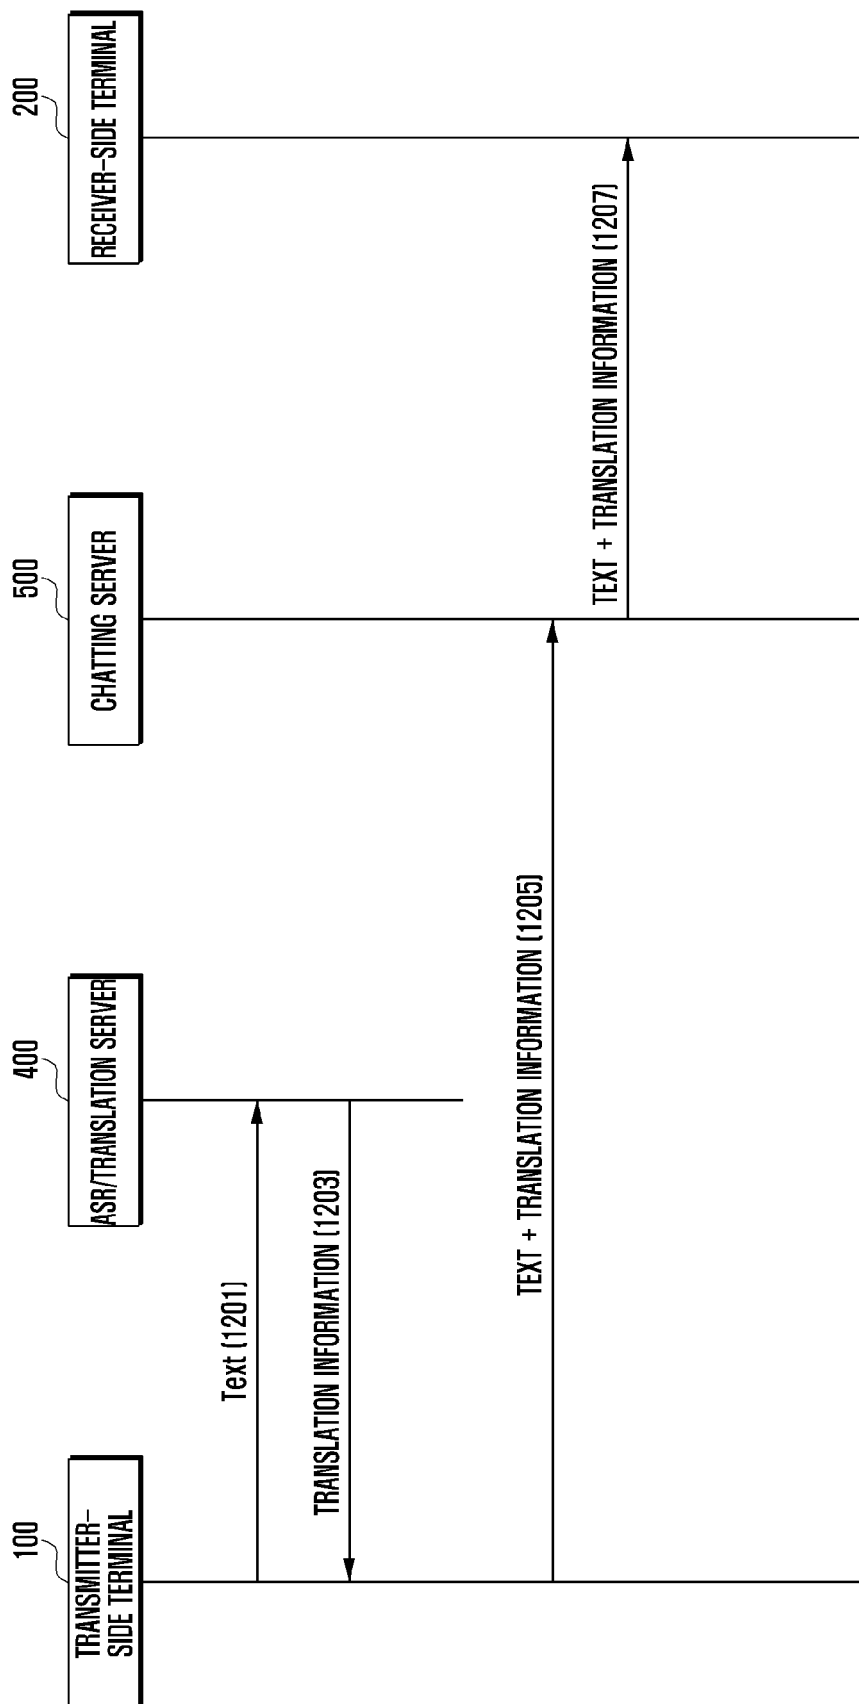 100
400
500
200
TRANSMITTER-
SIDE TERMINAL
ASR/TRANSLATION SERVER
CHATTING SERVER
RECEIVER-SIDE TERMINAL
Text (1201)
TRANSLATION INFORMATION (1203)
TEXT + TRANSLATION INFORMATION (1205)
TEXT + TRANSLATION INFORMATION (1207)